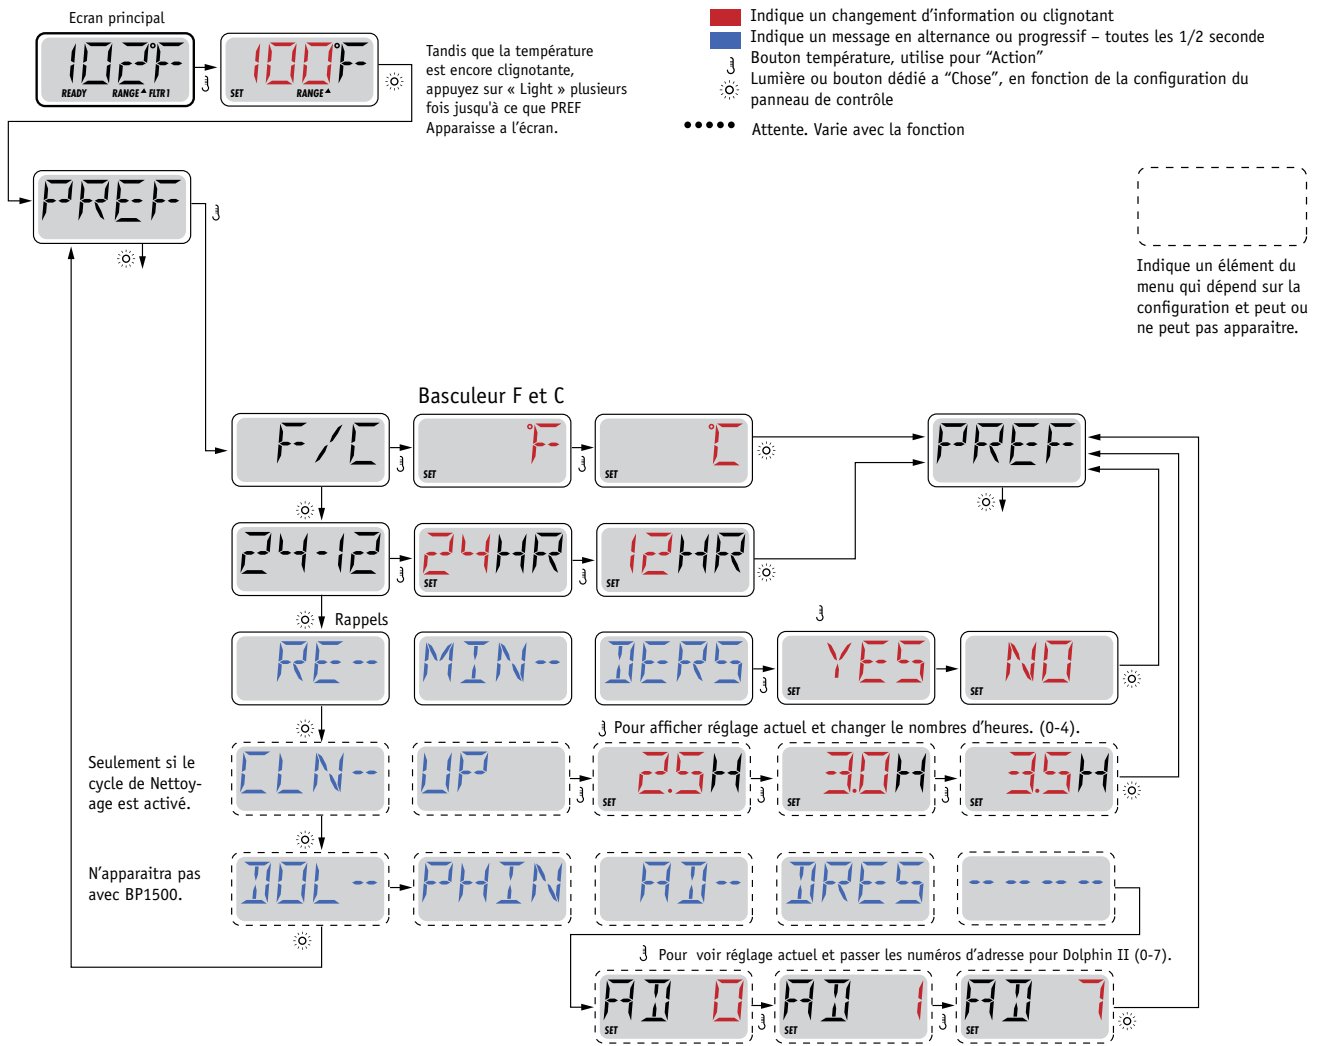 Ecran principal
102°F
READY RANGE FLTR1
100°F
SET RANGE
Tandis que la température
est encore clignotante,
appuyez sur « Light » plusieurs
fois jusqu'à ce que PREF
Apparaisse a l'écran.
Indique un changement d'information ou clignotant
Indique un message en alternance ou progressif – toutes les 1/2 seconde
Bouton température, utilise pour "Action"
Lumière ou bouton dédié a "Chose", en fonction de la configuration du
panneau de contrôle
••••• Attente. Varie avec la fonction
Indique un élément du
menu qui dépend sur la
configuration et peut ou
ne peut pas apparaitre.
PREF
Basculeur F et C
F/C
°F
SET
°C
SET
PREF
24-12
24HR
SET
12HR
SET
Rappels
RE--
MIN--
DERS
YES
SET
NO
SET
Pour afficher réglage actuel et changer le nombres d'heures. (0-4).
Seulement si le
cycle de Nettoy-
age est activé.
CLN--
UP
2.5H
SET
3.0H
SET
3.5H
SET
N'apparaitra pas
avec BP1500.
DOL--
PHIN
AD--
DRES
-- -- -- --
Pour voir réglage actuel et passer les numéros d'adresse pour Dolphin II (0-7).
AD 0
SET
AD 1
SET
AD 7
SET